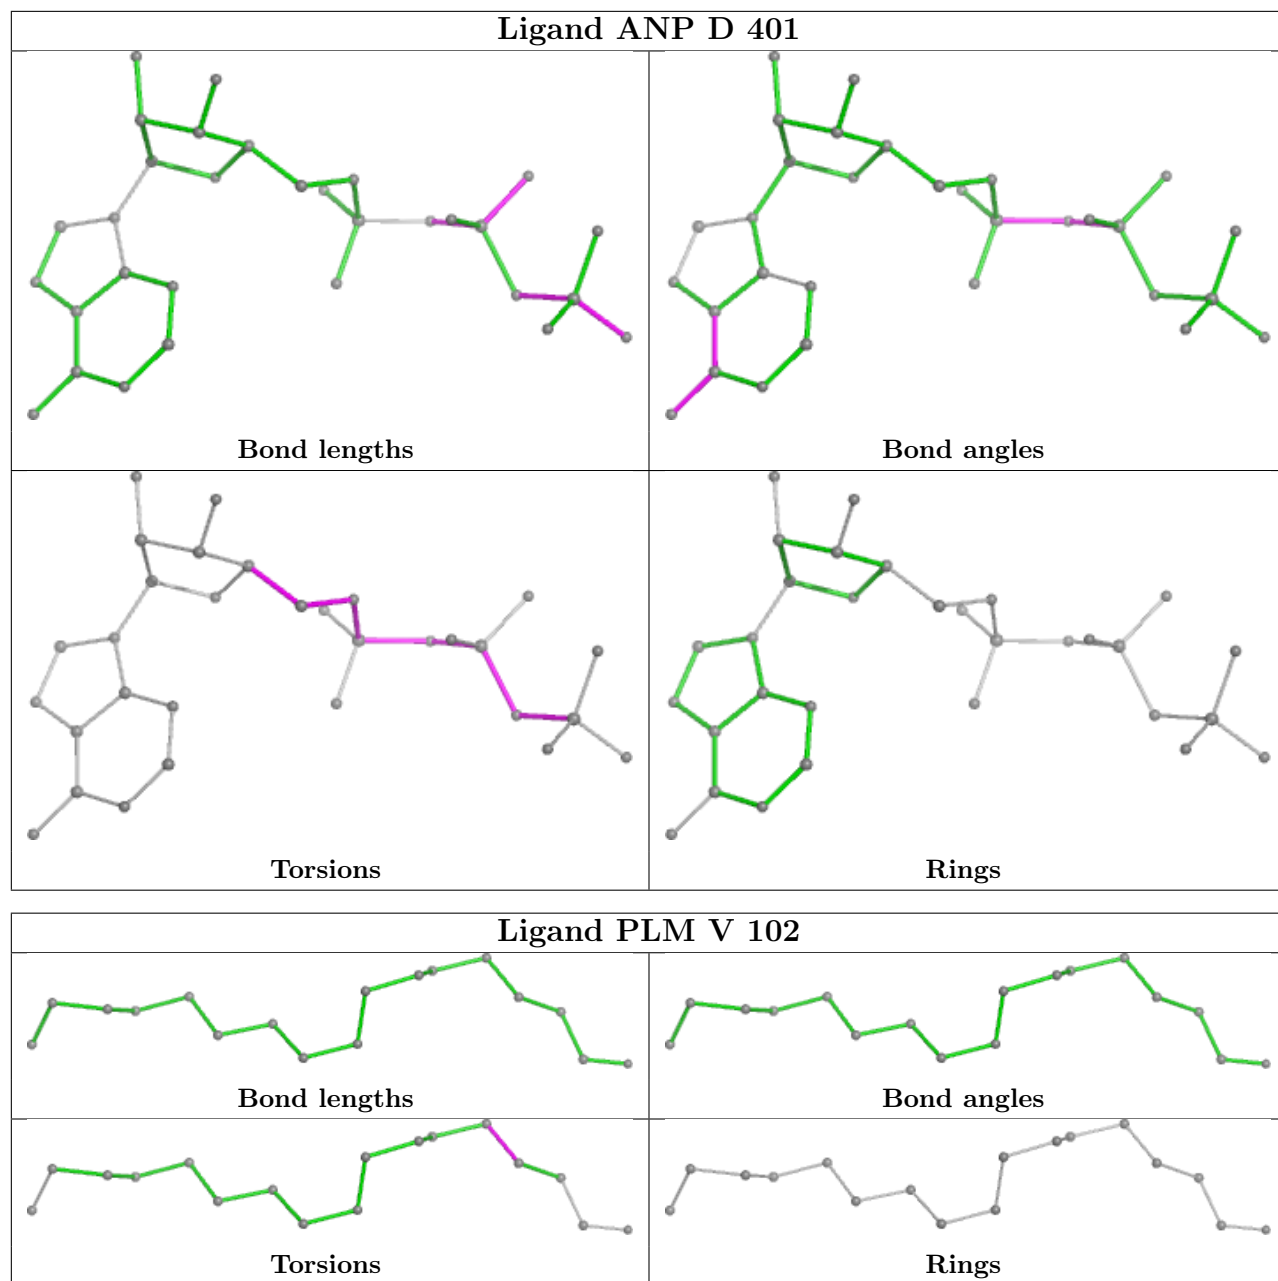 Ligand ANP D 401
Bond lengths
Bond angles
Torsions
Rings
Ligand PLM V 102
Bond lengths
Bond angles
Torsions
Rings